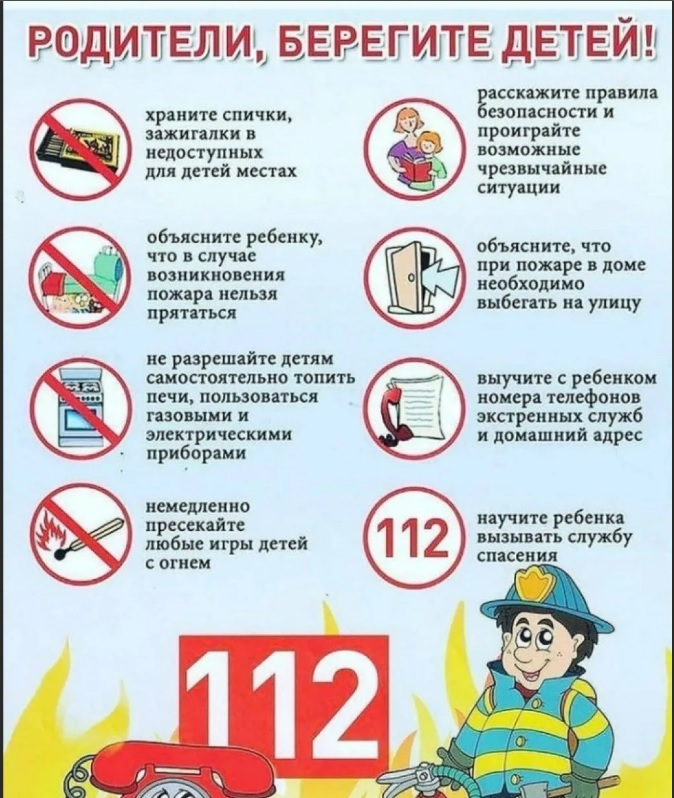 РОДИТЕЛИ, БЕРЕГИТЕ ДЕТЕЙ!
храните спички,
зажигалки в
недоступных
для детей местах
расскажите правила
безопасности и
проиграйте
возможные
чрезвычайные
ситуации
объясните ребенку,
что в случае
возникновения
пожара нельзя
прятаться
объясните, что
при пожаре в доме
необходимо
выбегать на улицу
не разрешайте детям
самостоятельно топить
печи, пользоваться
газовыми и
электрическими
приборами
выучите с ребенком
номера телефонов
экстренных служб
и домашний адрес
немедленно
пресекайте
любые игры детей
с огнем
112
научите ребенка
вызывать службу
спасения
112